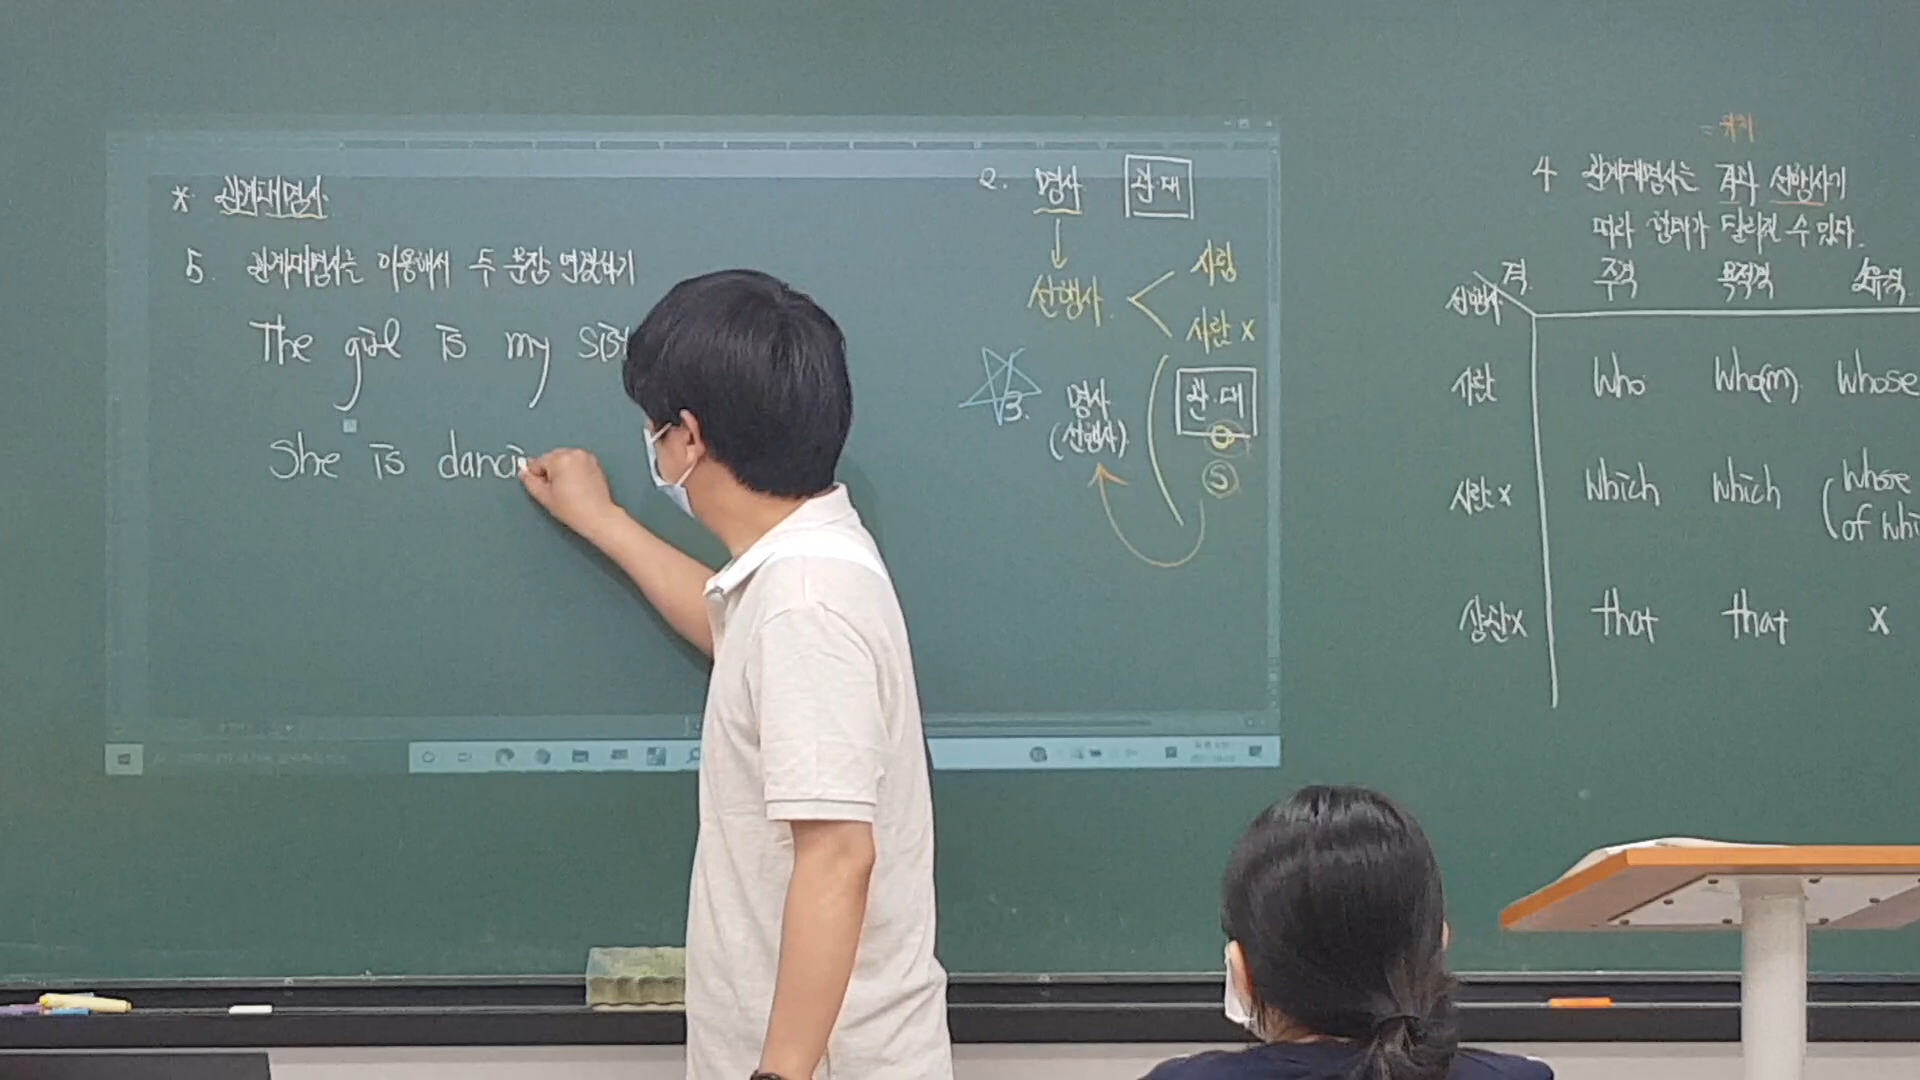 * 관계대명사
5. 관계대명사는 이용해서 두 문장 연결하기
The girl is my sis
She is danci
2. 명사 관·대
선행사
사람
사람 x
3. 명사 관·대
(선행사)
S
4 관계대명사는 격과 선행사에
따라 형태가 달라질 수 있다.
격 주격 목적격 소유격
선행사
사람 who who(m) whose
사람 x which which (whose
of whi
상관 x that that x